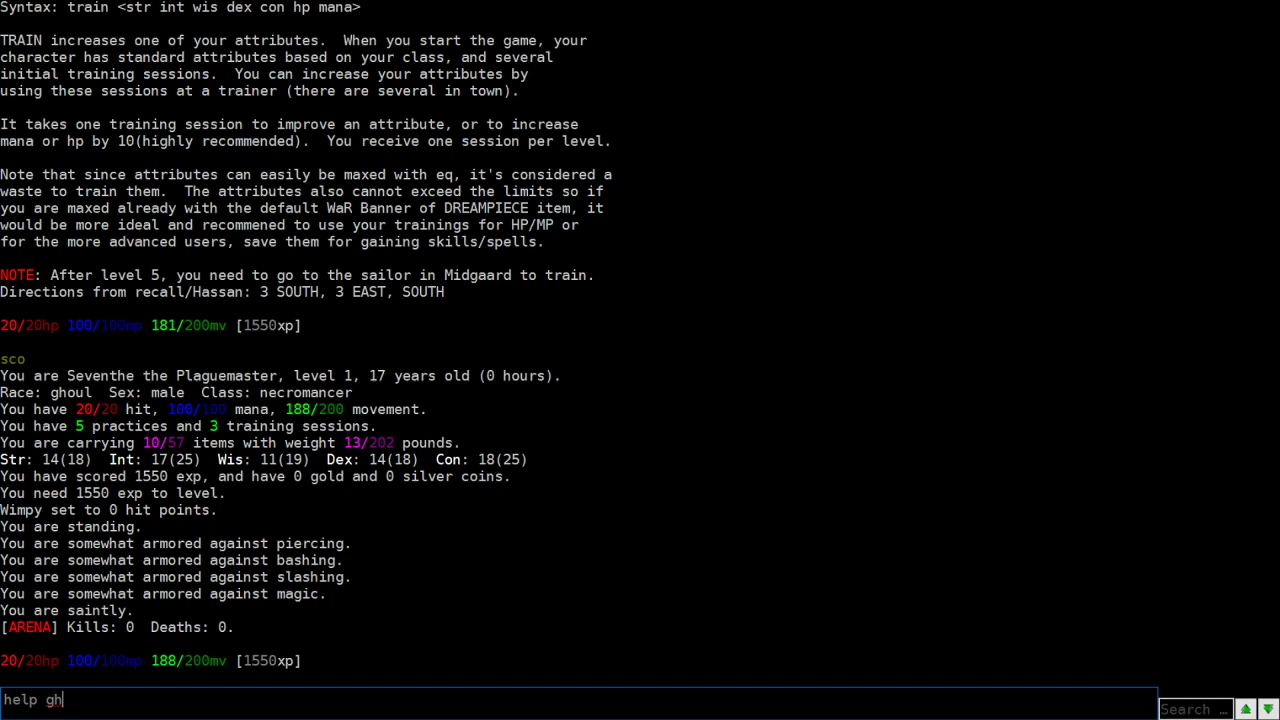 Syntax: train <str int wis dex con hp mana>
TRAIN increases one of your attributes.  When you start the game, your
character has standard attributes based on your class, and several
initial training sessions.  You can increase your attributes by
using these sessions at a trainer (there are several in town).
It takes one training session to improve an attribute, or to increase
mana or hp by 10(highly recommended).  You receive one session per level.
Note that since attributes can easily be maxed with eq, it's considered a
waste to train them.  The attributes also cannot exceed the limits so if
you are maxed already with the default WaR Banner of DREAMPIECE item, it
would be more ideal and recommened to use your trainings for HP/MP or
for the more advanced users, save them for gaining skills/spells.
NOTE: After level 5, you need to go to the sailor in Midgaard to train.
Directions from recall/Hassan: 3 SOUTH, 3 EAST, SOUTH
20/20hp 100/100mp 181/200mv [1550xp]
sco
You are Seventhe the Plaguemaster, level 1, 17 years old (0 hours).
Race: ghoul  Sex: male  Class: necromancer
You have 20/20 hit, 100/100 mana, 188/200 movement.
You have 5 practices and 3 training sessions.
You are carrying 10/57 items with weight 13/202 pounds.
Str: 14(18)  Int: 17(25)  Wis: 11(19)  Dex: 14(18)  Con: 18(25)
You have scored 1550 exp, and have 0 gold and 0 silver coins.
You need 1550 exp to level.
Wimpy set to 0 hit points.
You are standing.
You are somewhat armored against piercing.
You are somewhat armored against bashing.
You are somewhat armored against slashing.
You are somewhat armored against magic.
You are saintly.
[ARENA] Kills: 0  Deaths: 0.
20/20hp 100/100mp 188/200mv [1550xp]
help gh
Search …